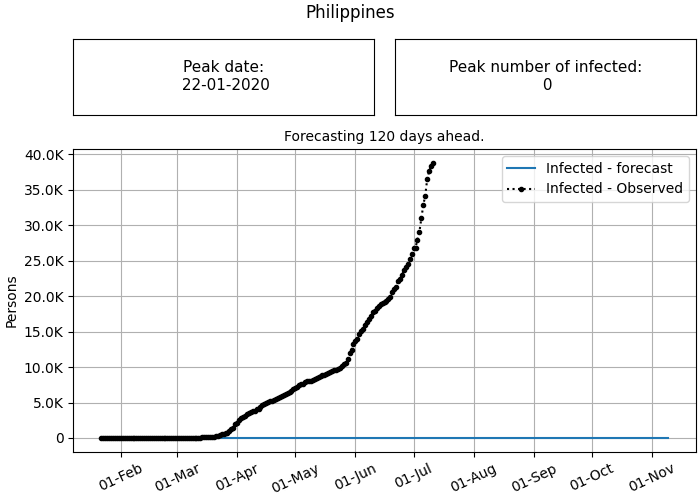 Philippines
Peak date:
22-01-2020
Peak number of infected:
0
Forecasting 120 days ahead.
Infected - forecast
Infected - Observed
Persons
40.0K
35.0K
30.0K
25.0K
20.0K
15.0K
10.0K
5.0K
0
01-Feb
01-Mar
01-Apr
01-May
01-Jun
01-Jul
01-Aug
01-Sep
01-Oct
01-Nov